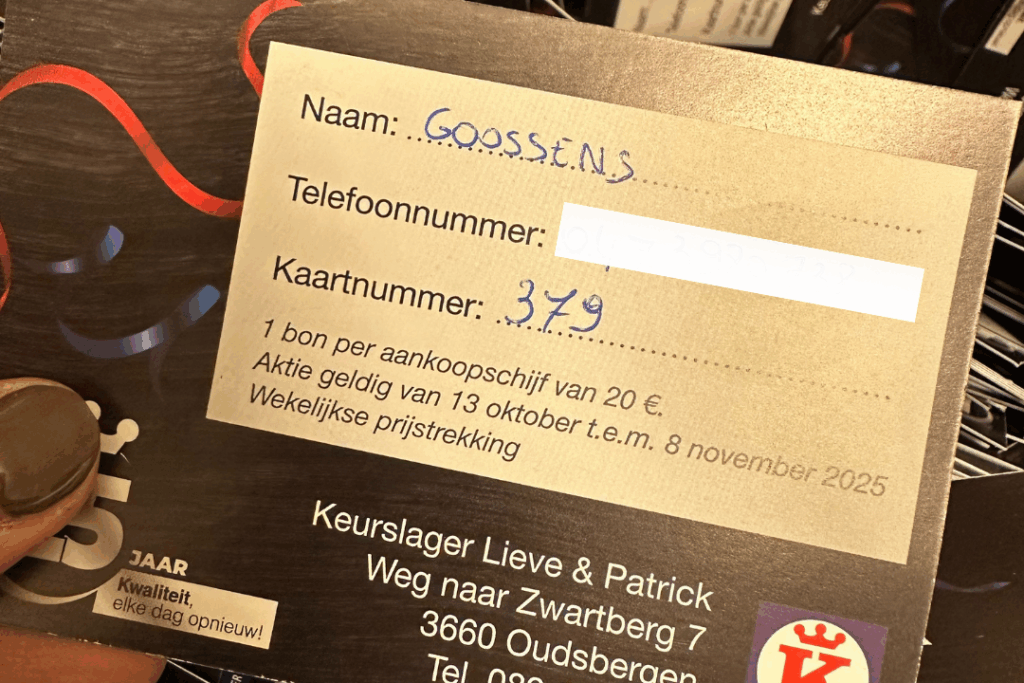 Naam: GOOSSENS
Telefoonnummer:
Kaartnummer: 379
1 bon per aankoopschijf van 20 €.
Aktie geldig van 13 oktober t.e.m. 8 november 2025
Wekelijkse prijstrekking
JAAR
Kwaliteit,
elke dag opnieuw!
Keurslager Lieve & Patrick
Weg naar Zwartberg 7
3660 Oudsbergen
Tel.
K